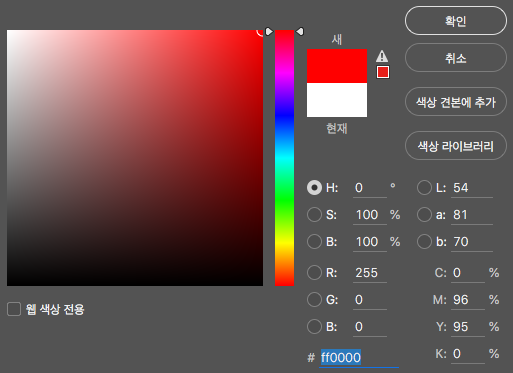 새
현재
확인
취소
색상 견본에 추가
색상 라이브러리
H: 0 °
S: 100 %
B: 100 %
R: 255
G: 0
B: 0
# ff0000
L: 54
a: 81
b: 70
C: 0 %
M: 96 %
Y: 95 %
K: 0 %
웹 색상 전용